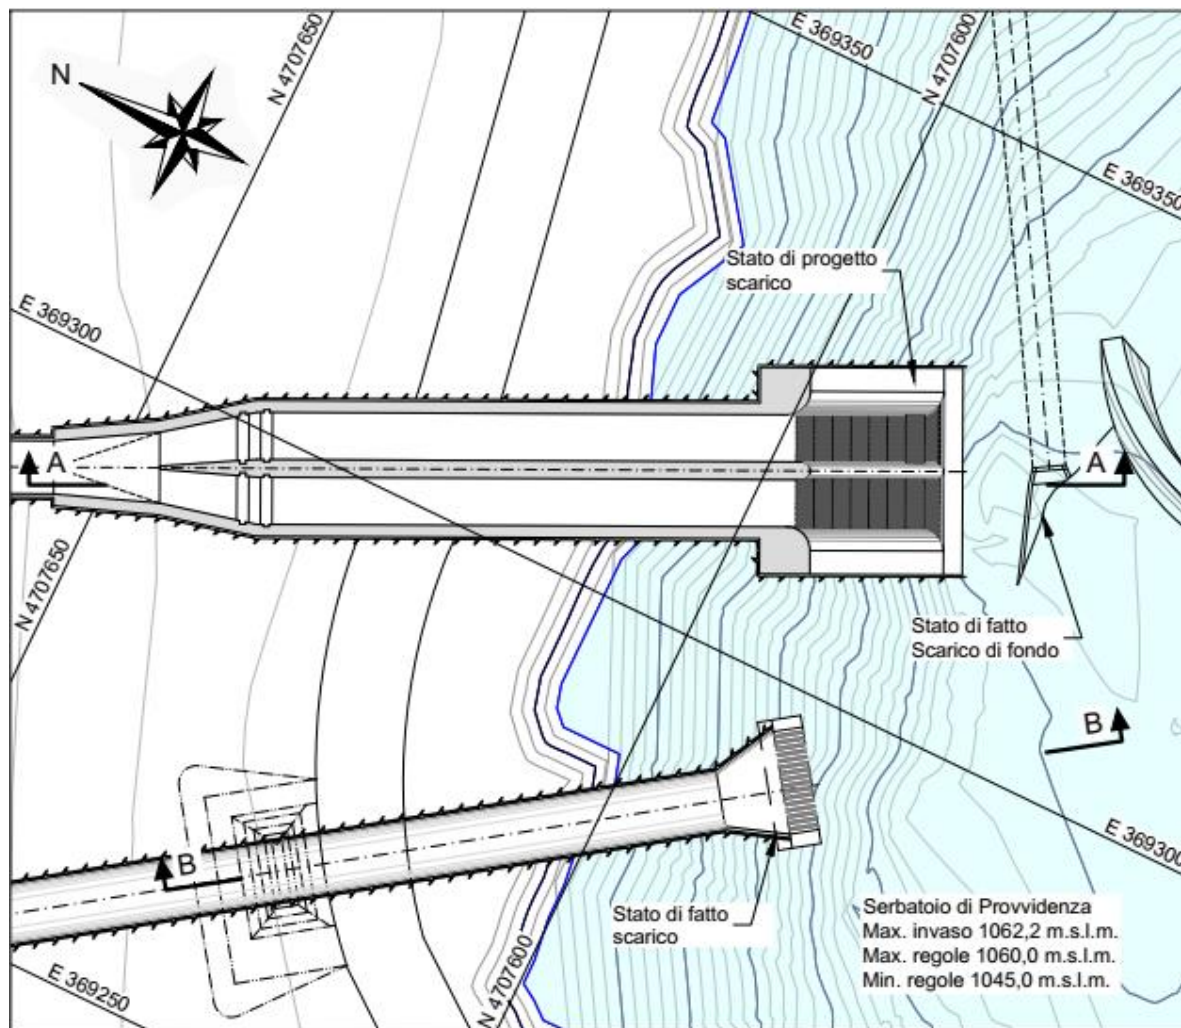 N
N 4707650
E 369350
N 4707600
E 369350
Stato di progetto
scarico
E 369300
A
A
N 4707650
Stato di fatto
Scarico di fondo
B
E 369300
B
Stato di fatto
scarico
N 4707600
Serbatoio di Provvidenza
Max. invaso 1062,2 m.s.l.m.
Max. regole 1060,0 m.s.l.m.
Min. regole 1045,0 m.s.l.m.
E 369250